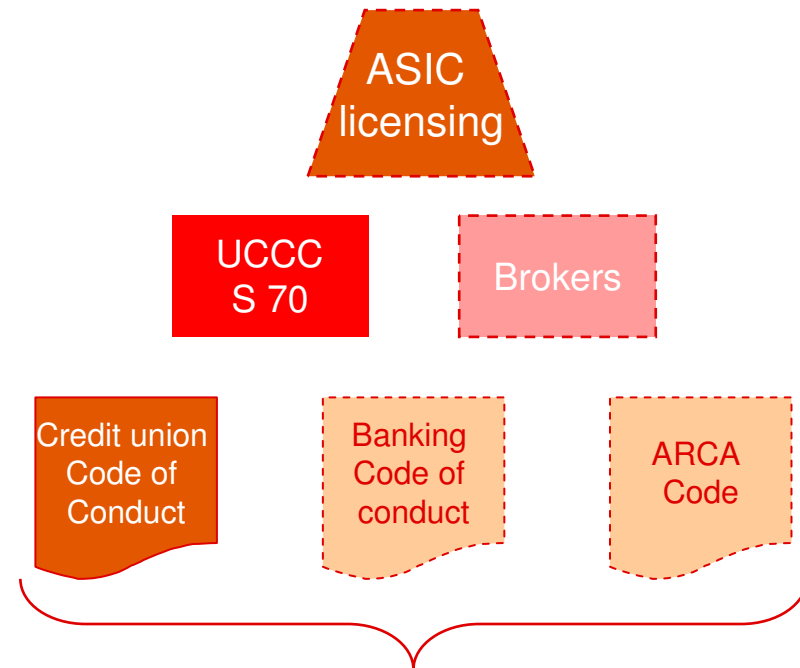 ASIC
licensing
UCCC
S 70
Brokers
Credit union
Code of
Conduct
Banking
Code of
conduct
ARCA
Code